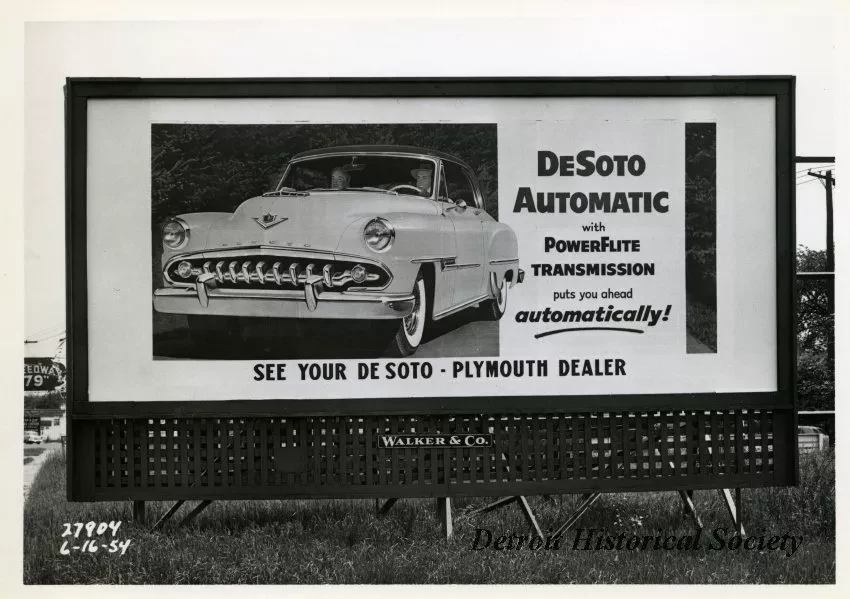 DESOTO
AUTOMATIC
with
POWERFLITE
TRANSMISSION
puts you ahead
automatically!
SEE YOUR DE SOTO - PLYMOUTH DEALER
WALKER & CO.
EEDWA
79"
27904
6-16-54
Detroit Historical Society